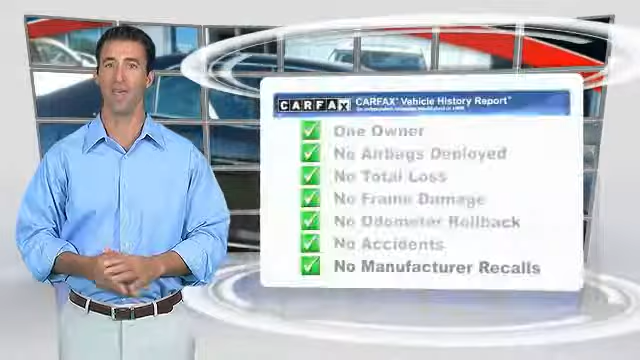 CARFAX CARFAX® Vehicle History Report™
One Owner
No Airbags Deployed
No Total Loss
No Frame Damage
No Odometer Rollback
No Accidents
No Manufacturer Recalls